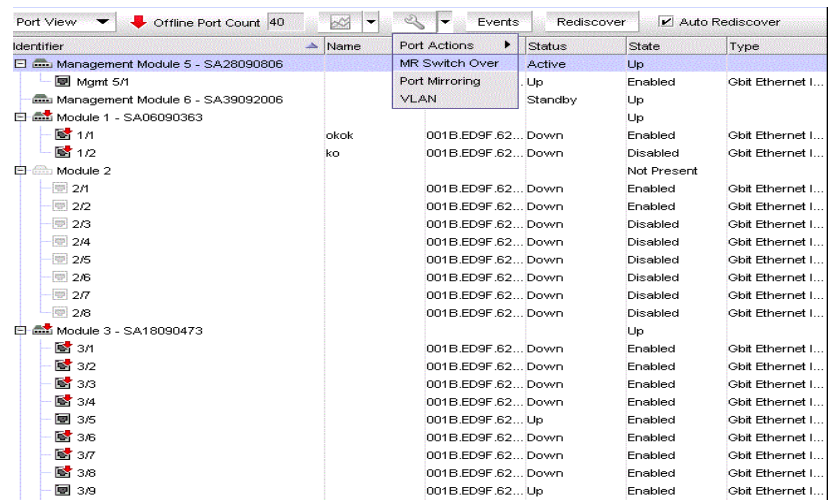 Port View Offline Port Count 40 Events Rediscover Auto Rediscover
Identifier Name Port Actions Status State Type
Management Module 5 - SA28090806 MR Switch Over Active Up
Mgmt 5/1 Port Mirroring . Up Enabled Gbit Ethernet I...
Management Module 6 - SA39092006 VLAN Standby Up
Module 1 - SA06090363 Up
1/1 okok 001B.ED9F.62... Down Enabled Gbit Ethernet I...
1/2 ko 001B.ED9F.62... Down Disabled Gbit Ethernet I...
Module 2 Not Present
2/1 001B.ED9F.62... Down Enabled Gbit Ethernet I...
2/2 001B.ED9F.62... Down Enabled Gbit Ethernet I...
2/3 001B.ED9F.62... Down Disabled Gbit Ethernet I...
2/4 001B.ED9F.62... Down Disabled Gbit Ethernet I...
2/5 001B.ED9F.62... Down Disabled Gbit Ethernet I...
2/6 001B.ED9F.62... Down Disabled Gbit Ethernet I...
2/7 001B.ED9F.62... Down Disabled Gbit Ethernet I...
2/8 001B.ED9F.62... Down Disabled Gbit Ethernet I...
Module 3 - SA18090473 Up
3/1 001B.ED9F.62... Down Enabled Gbit Ethernet I...
3/2 001B.ED9F.62... Down Enabled Gbit Ethernet I...
3/3 001B.ED9F.62... Down Enabled Gbit Ethernet I...
3/4 001B.ED9F.62... Down Enabled Gbit Ethernet I...
3/5 001B.ED9F.62... Up Enabled Gbit Ethernet I...
3/6 001B.ED9F.62... Down Enabled Gbit Ethernet I...
3/7 001B.ED9F.62... Down Enabled Gbit Ethernet I...
3/8 001B.ED9F.62... Down Enabled Gbit Ethernet I...
3/9 001B.ED9F.62... Up Enabled Gbit Ethernet I...